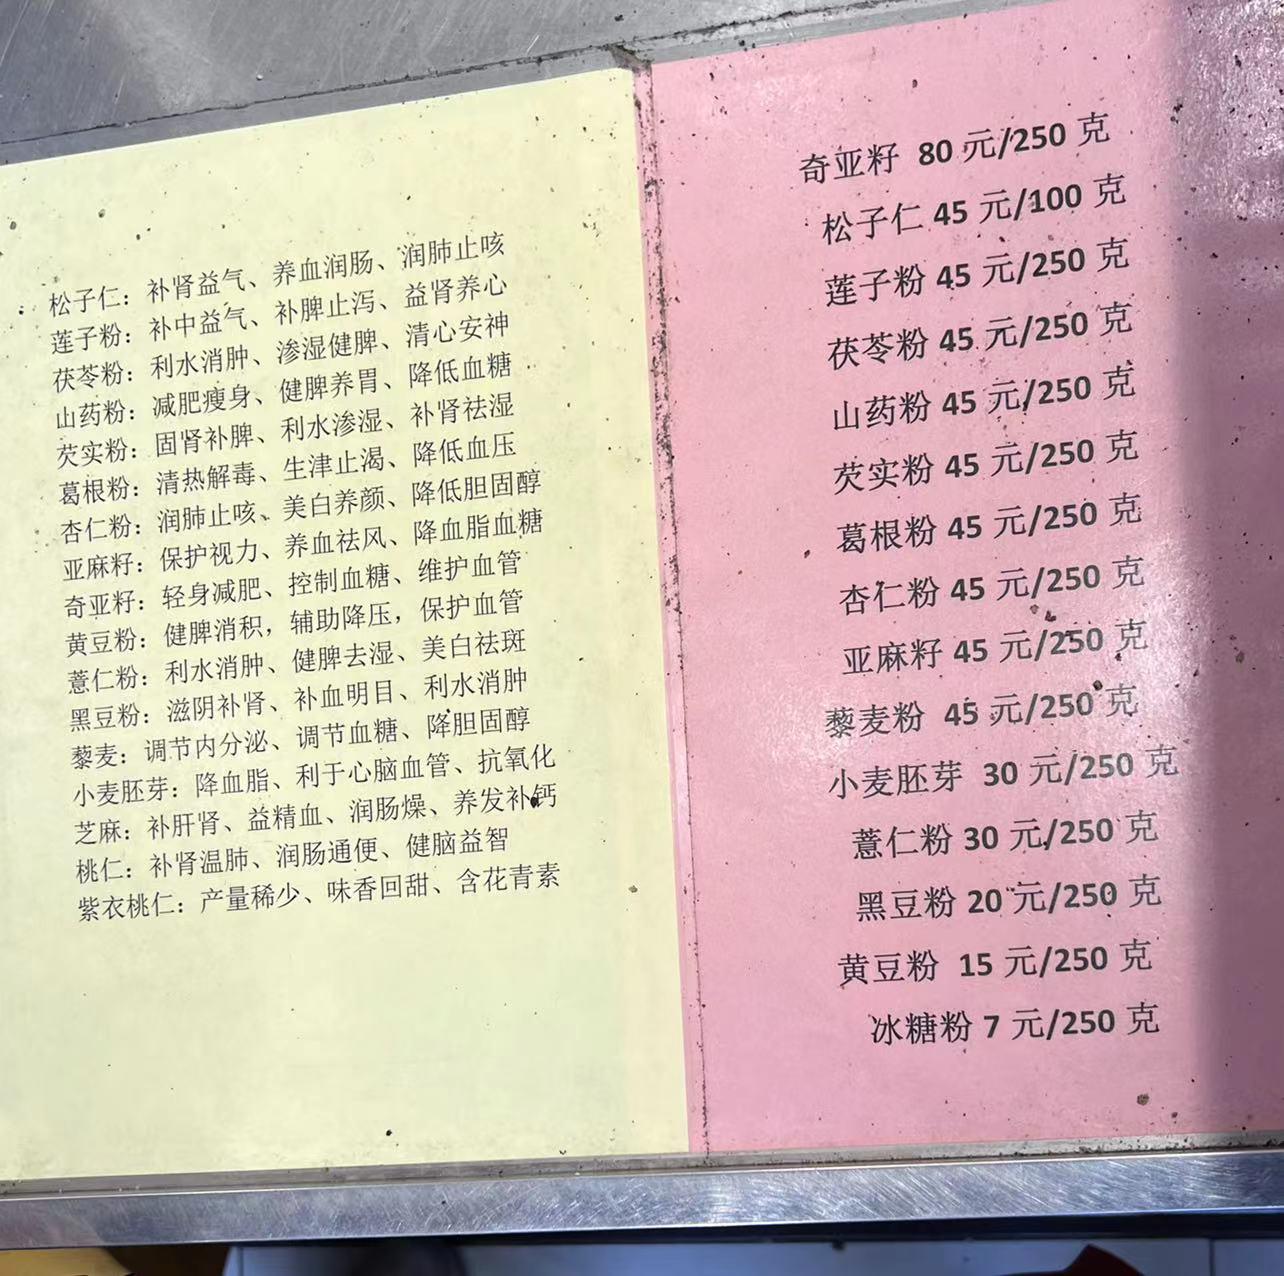 松子仁：补肾益气、养血润肠、润肺止咳
莲子粉：补中益气、补脾止泻、益肾养心
茯苓粉：利水消肿、渗湿健脾、清心安神
山药粉：减肥瘦身、健脾养胃、降低血糖
芡实粉：固肾补脾、利水渗湿、补肾祛湿
葛根粉：清热解毒、生津止渴、降低血压
杏仁粉：润肺止咳、美白养颜、降低胆固醇
亚麻籽：保护视力、养血祛风、降血脂血糖
奇亚籽：轻身减肥、控制血糖、维护血管
黄豆粉：健脾消积，辅助降压，保护血管
薏仁粉：利水消肿、健脾去湿、美白祛斑
黑豆粉：滋阴补肾、补血明目、利水消肿
藜麦：调节内分泌、调节血糖、降胆固醇
小麦胚芽：降血脂、利于心脑血管、抗氧化
芝麻：补肝肾、益精血、润肠燥、养发补钙
桃仁：补肾温肺、润肠通便、健脑益智
紫衣桃仁：产量稀少、味香回甜、含花青素
奇亚籽 80 元/250 克
松子仁 45 元/100 克
莲子粉 45 元/250 克
茯苓粉 45 元/250 克
山药粉 45 元/250 克
芡实粉 45 元/250 克
葛根粉 45 元/250 克
杏仁粉 45 元/250 克
亚麻籽 45 元/250 克
藜麦粉 45 元/250 克
小麦胚芽 30 元/250 克
薏仁粉 30 元/250 克
黑豆粉 20 元/250 克
黄豆粉 15 元/250 克
冰糖粉 7 元/250 克